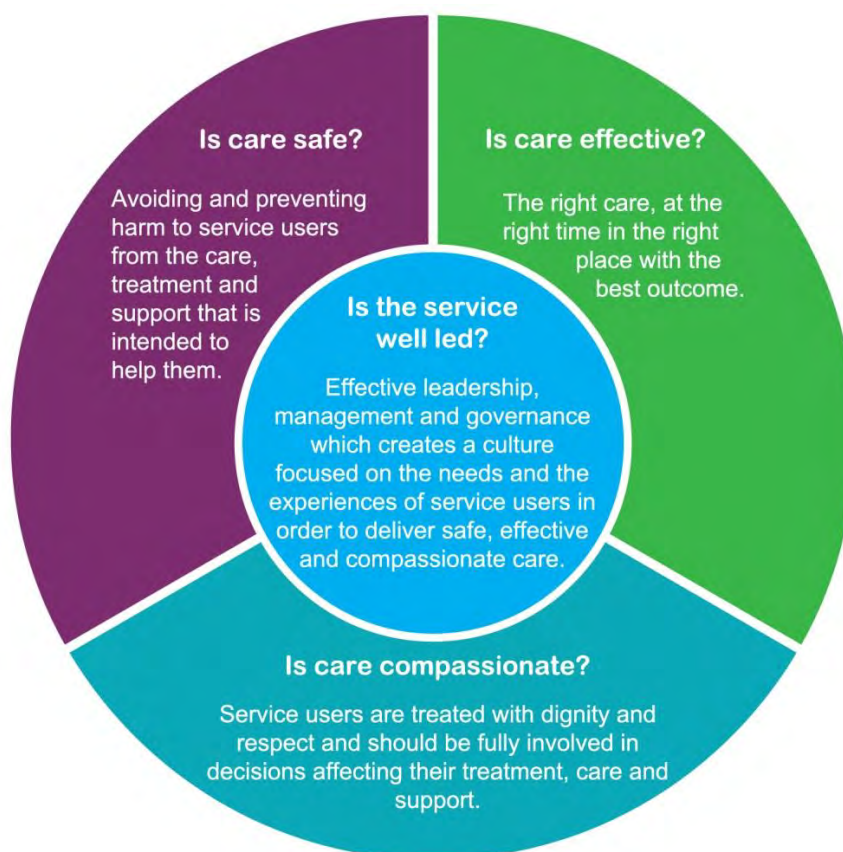 Is care safe?
Avoiding and preventing
harm to service users
from the care,
treatment and
support that is
intended to
help them.
Is care effective?
The right care, at the
right time in the right
place with the
best outcome.
Is the service
well led?
Effective leadership,
management and governance
which creates a culture
focused on the needs and the
experiences of service users in
order to deliver safe, effective
and compassionate care.
Is care compassionate?
Service users are treated with dignity and
respect and should be fully involved in
decisions affecting their treatment, care and
support.